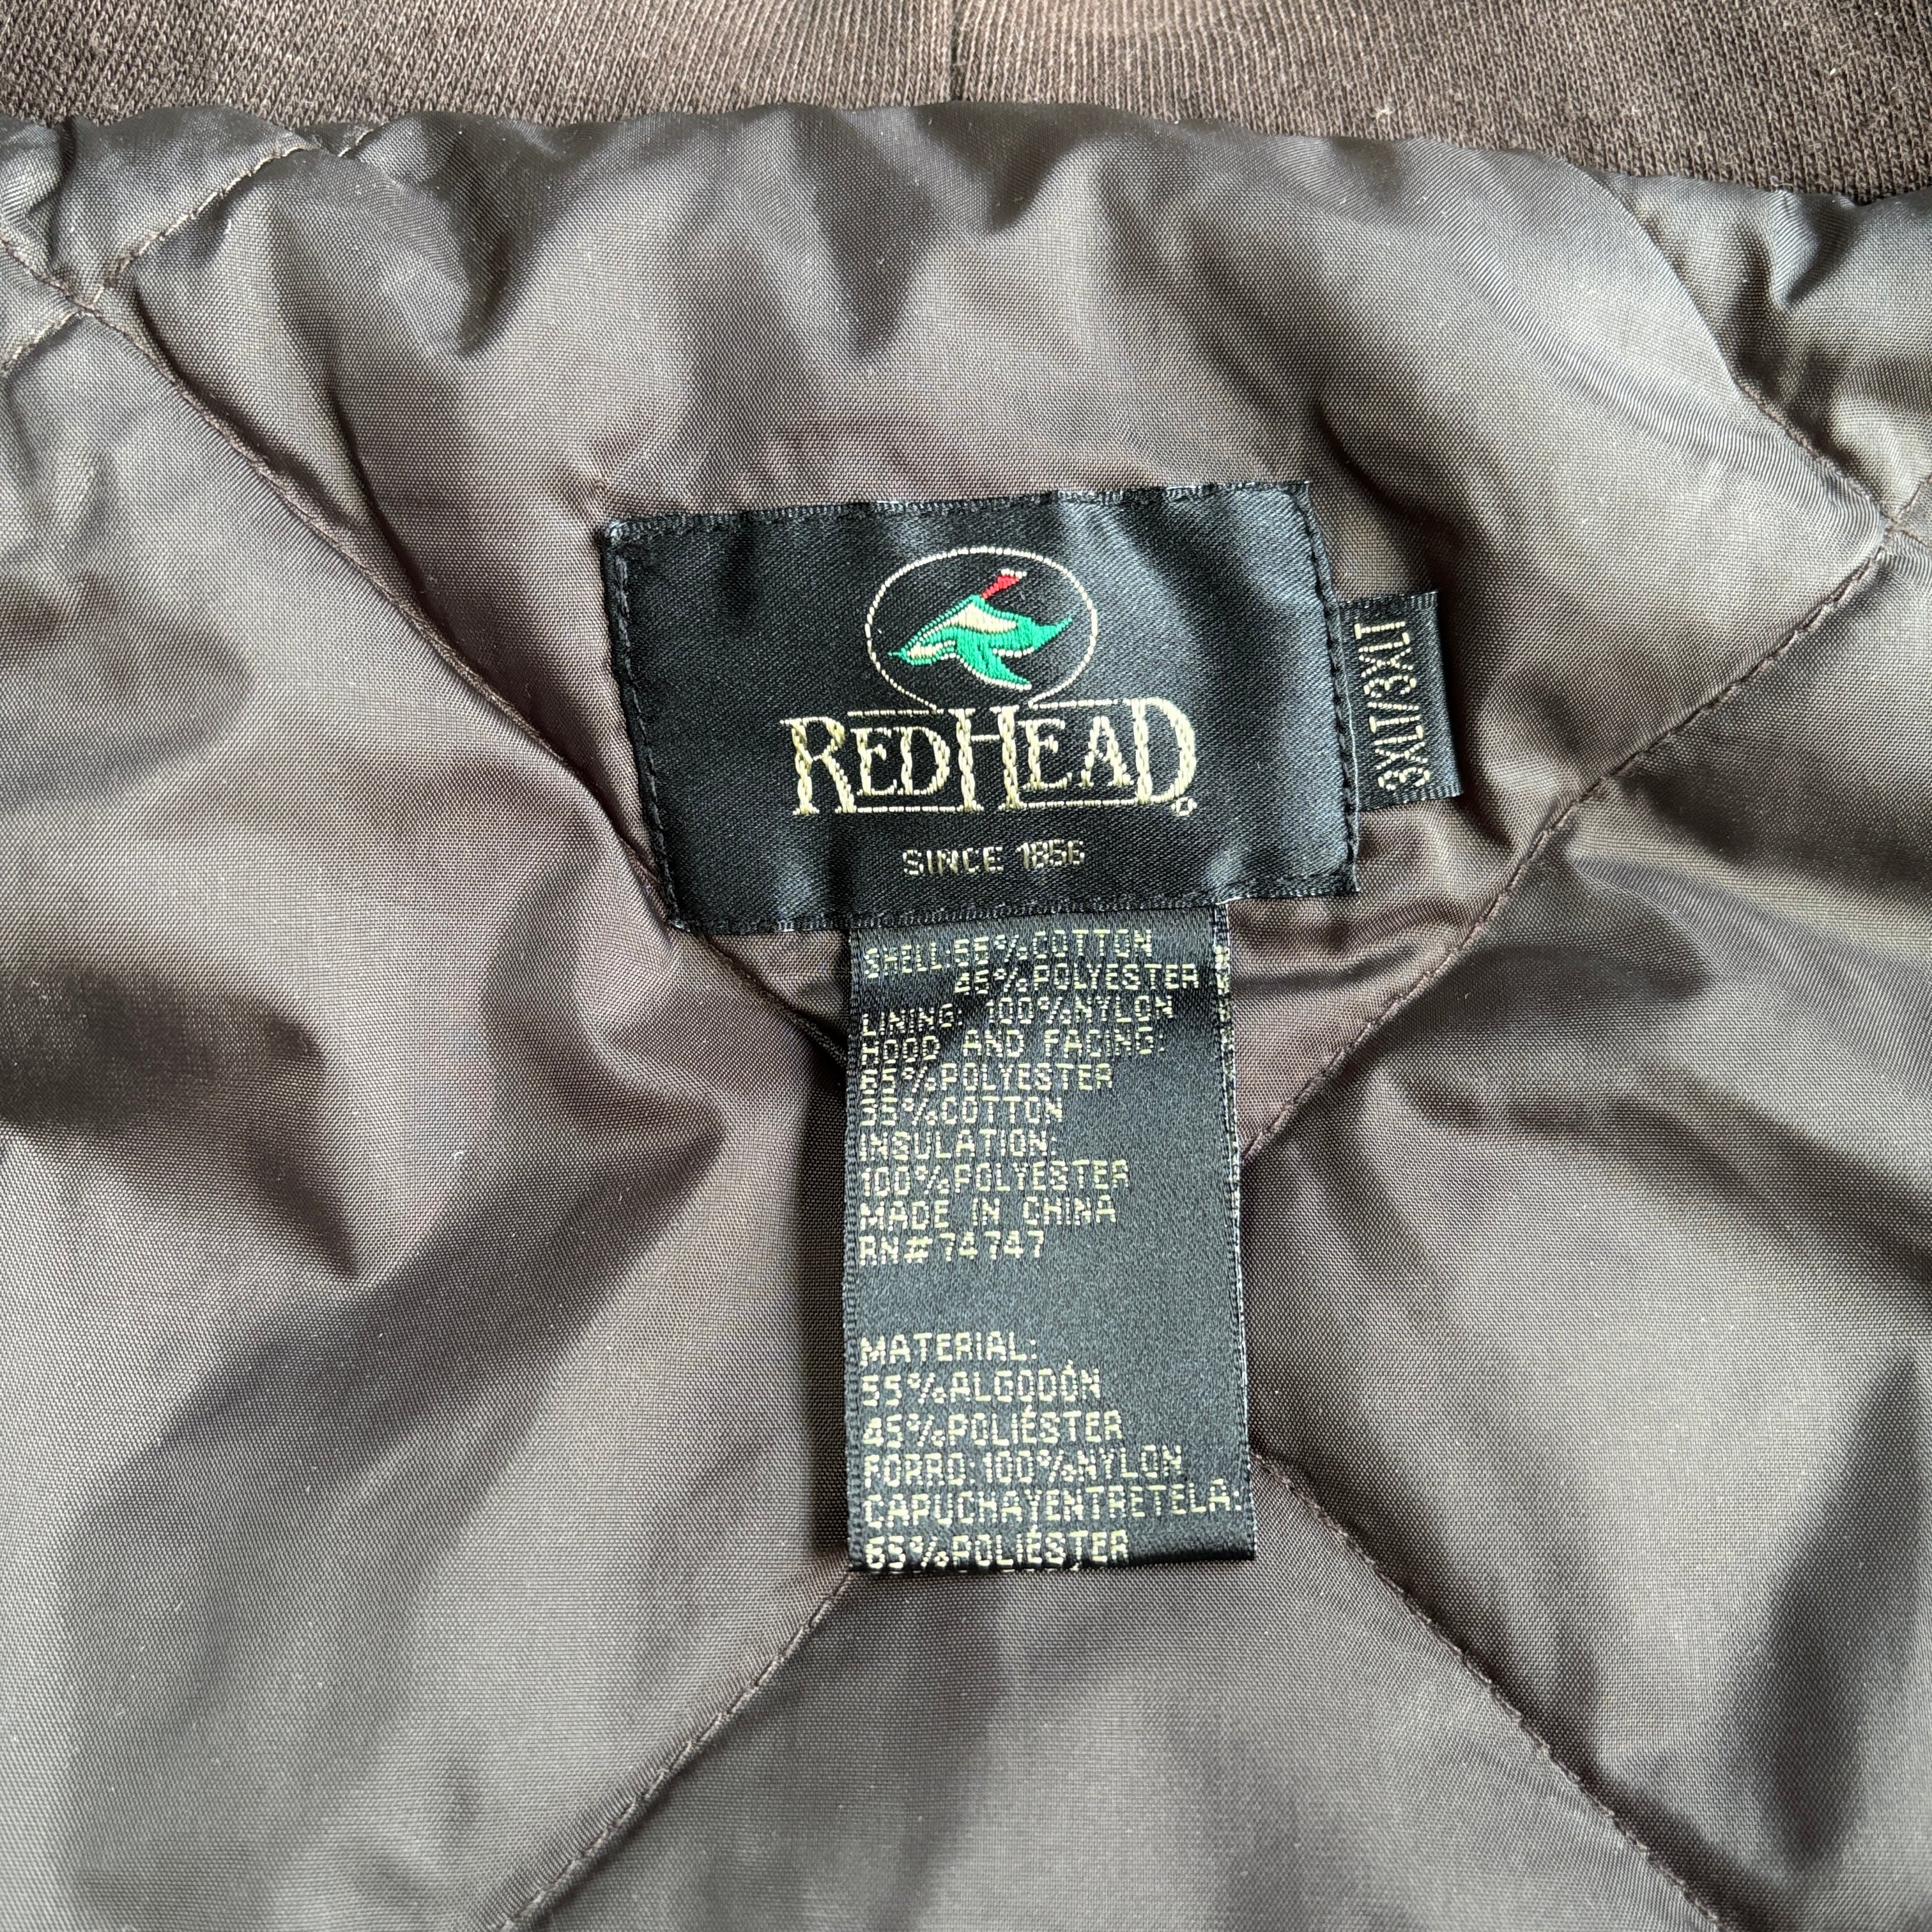 REDHEAD
SINCE 1856
3XLT/3XLT
SHELL:55%COTTON
45%POLYESTER
LINING 100%NYLON
HOOD AND FACING:
65%POLYESTER
35%COTTON
INSULATION:
100%POLYESTER
MADE IN CHINA
RN#74747
MATERIAL:
55%ALGODÓN
45%POLIÉSTER
FORRO 100%NYLON
CAPUCHAYENTRETELA:
65%POLIÉSTER